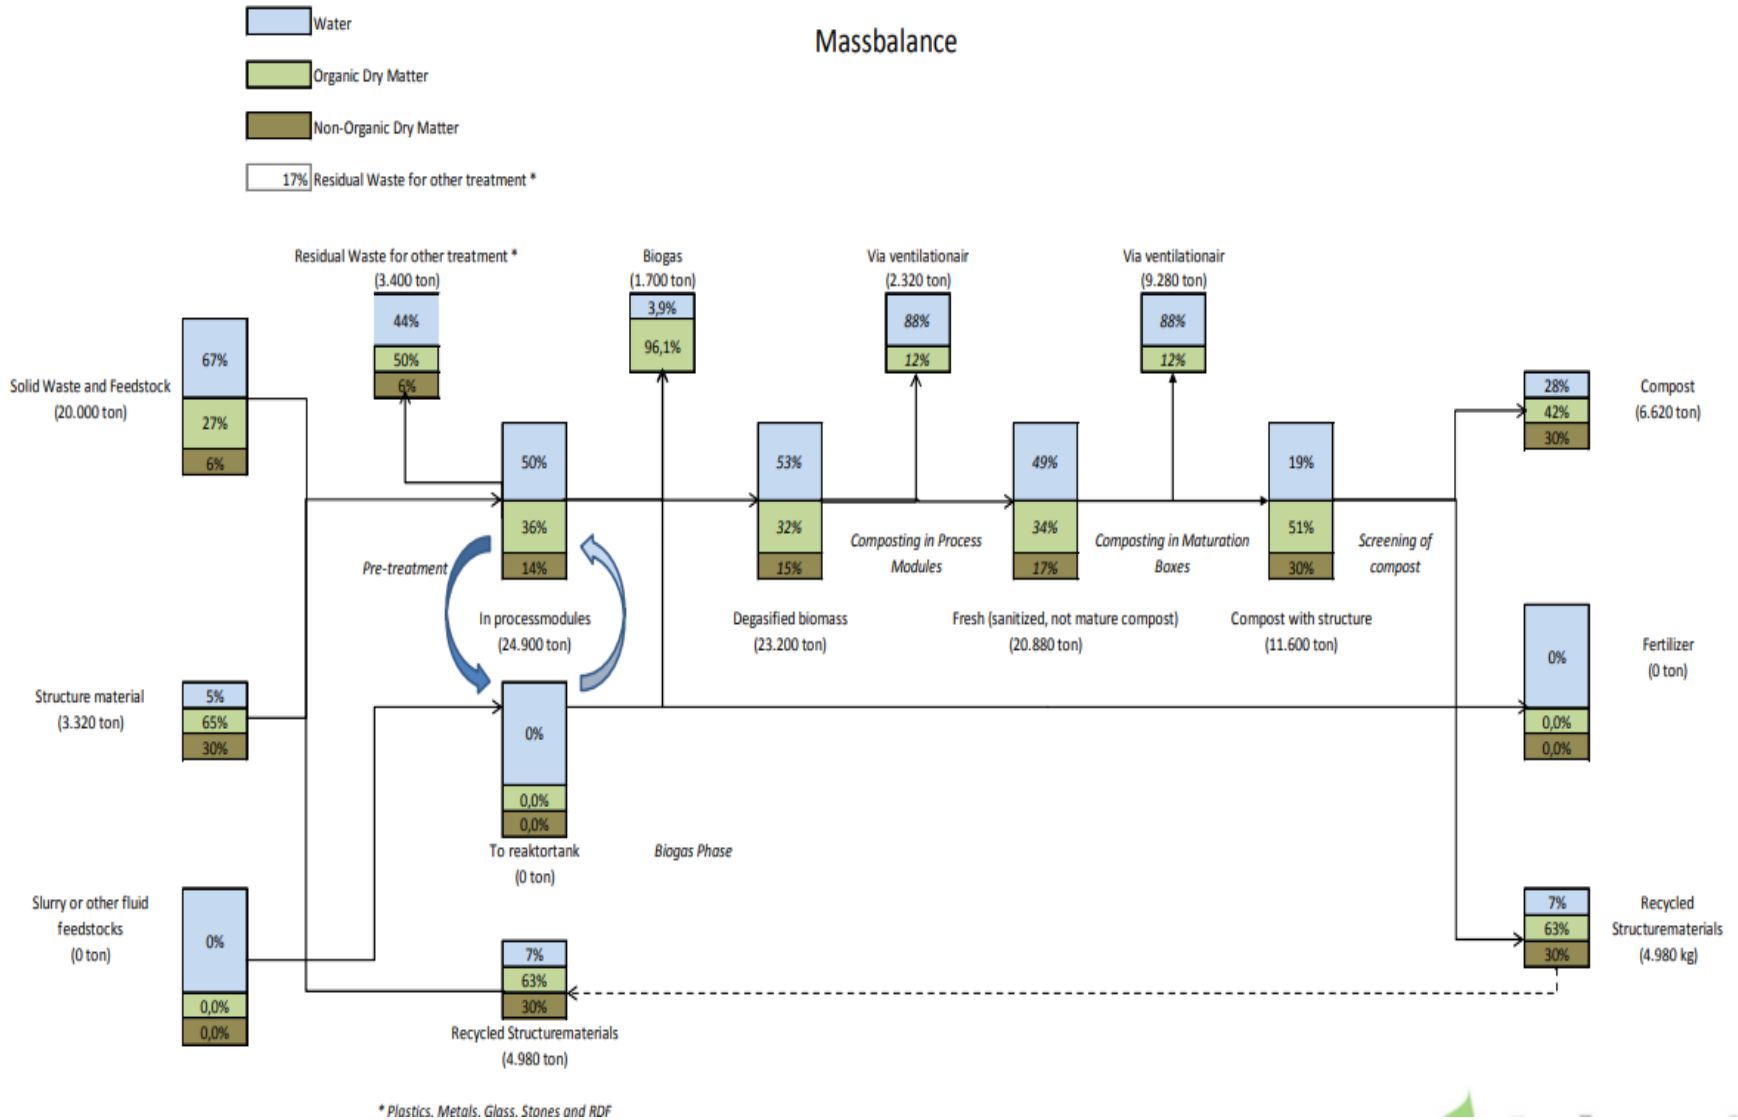 Massbalance
Water
Organic Dry Matter
Non-Organic Dry Matter
17% Residual Waste for other treatment *
Residual Waste for other treatment *
(3.400 ton)
44%
50%
6%
Biogas
(1.700 ton)
3,9%
96,1%
Via ventilationair
(2.320 ton)
88%
12%
Via ventilationair
(9.280 ton)
88%
12%
Solid Waste and Feedstock
(20.000 ton)
67%
27%
6%
Pre-treatment
50%
36%
14%
In processmodules
(24.900 ton)
53%
32%
15%
Degasified biomass
(23.200 ton)
Composting in Process
Modules
49%
34%
17%
Fresh (sanitized, not mature compost)
(20.880 ton)
Composting in Maturation
Boxes
19%
51%
30%
Compost with structure
(11.600 ton)
Screening of
compost
28%
42%
30%
Compost
(6.620 ton)
Structure material
(3.320 ton)
5%
65%
30%
0%
0,0%
0,0%
To reaktortank
(0 ton)
Biogas Phase
0%
0,0%
0,0%
Fertilizer
(0 ton)
Slurry or other fluid
feedstocks
(0 ton)
0%
0,0%
0,0%
7%
63%
30%
Recycled Structurematerials
(4.980 ton)
7%
63%
30%
Recycled
Structurematerials
(4.980 kg)
* Plastics, Metals, Glass, Stones and RDF